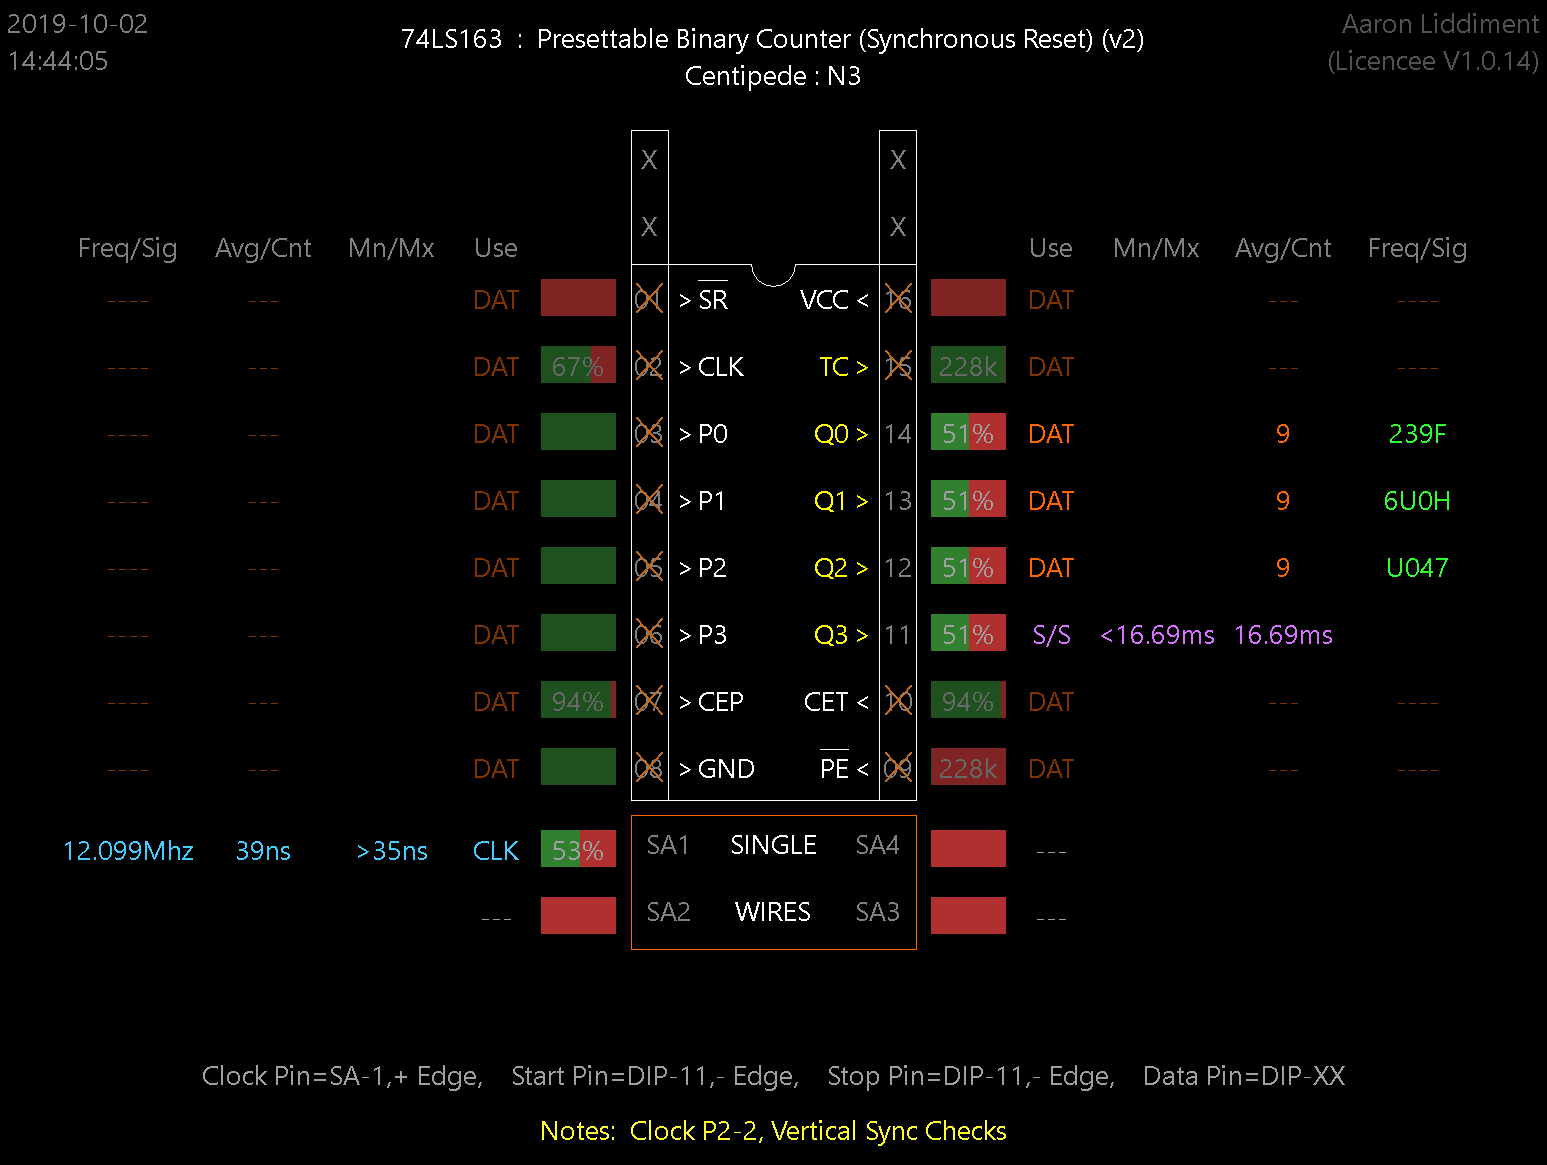 2019-10-02
14:44:05
74LS163 : Presettable Binary Counter (Synchronous Reset) (v2)
Centipede : N3
Aaron Liddiment
(Licencee V1.0.14)
X X
X X
Freq/Sig Avg/Cnt Mn/Mx Use Use Mn/Mx Avg/Cnt Freq/Sig
---- --- DAT 01 > SR VCC < 16 DAT --- ----
---- --- DAT 67% 02 > CLK TC > 15 228k DAT --- ----
---- --- DAT 03 > P0 Q0 > 14 51% DAT 9 239F
---- --- DAT 04 > P1 Q1 > 13 51% DAT 9 6U0H
---- --- DAT 05 > P2 Q2 > 12 51% DAT 9 U047
---- --- DAT 06 > P3 Q3 > 11 51% S/S <16.69ms 16.69ms
---- --- DAT 94% 07 > CEP CET < 10 94% DAT --- ----
---- --- DAT 08 > GND PE < 09 228k DAT --- ----
12.099Mhz 39ns >35ns CLK 53% SA1 SINGLE SA4 ---
--- SA2 WIRES SA3 ---
Clock Pin=SA-1,+ Edge, Start Pin=DIP-11,- Edge, Stop Pin=DIP-11,- Edge, Data Pin=DIP-XX
Notes: Clock P2-2, Vertical Sync Checks